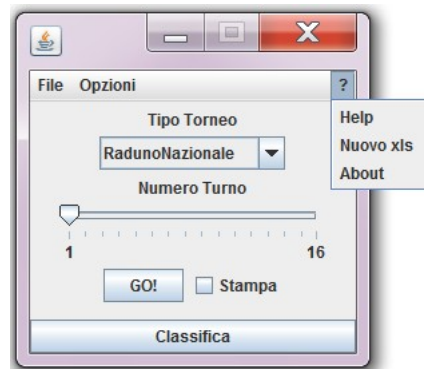 File Opzioni ?
Help
Nuovo xls
About
Tipo Torneo
RadunoNazionale
Numero Turno
1 16
GO! Stampa
Classifica